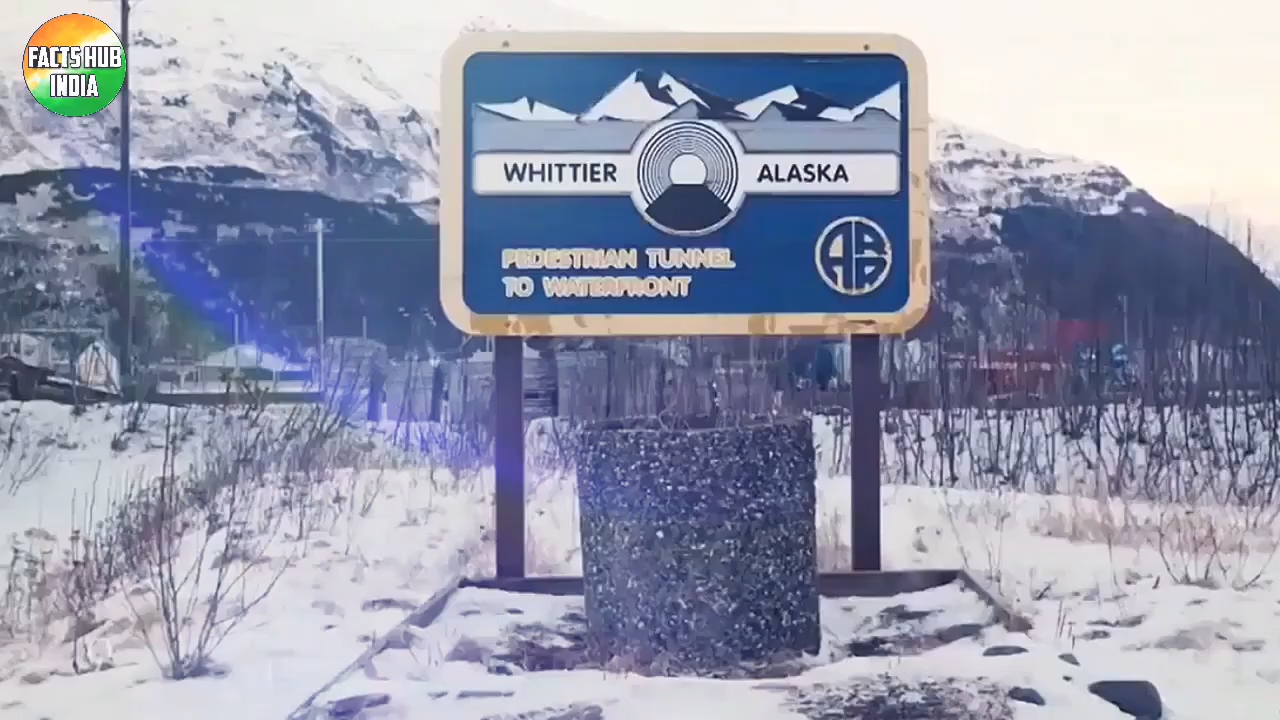 FACTS HUB
INDIA
WHITTIER ALASKA
PEDESTRIAN TUNNEL
TO WATERFRONT